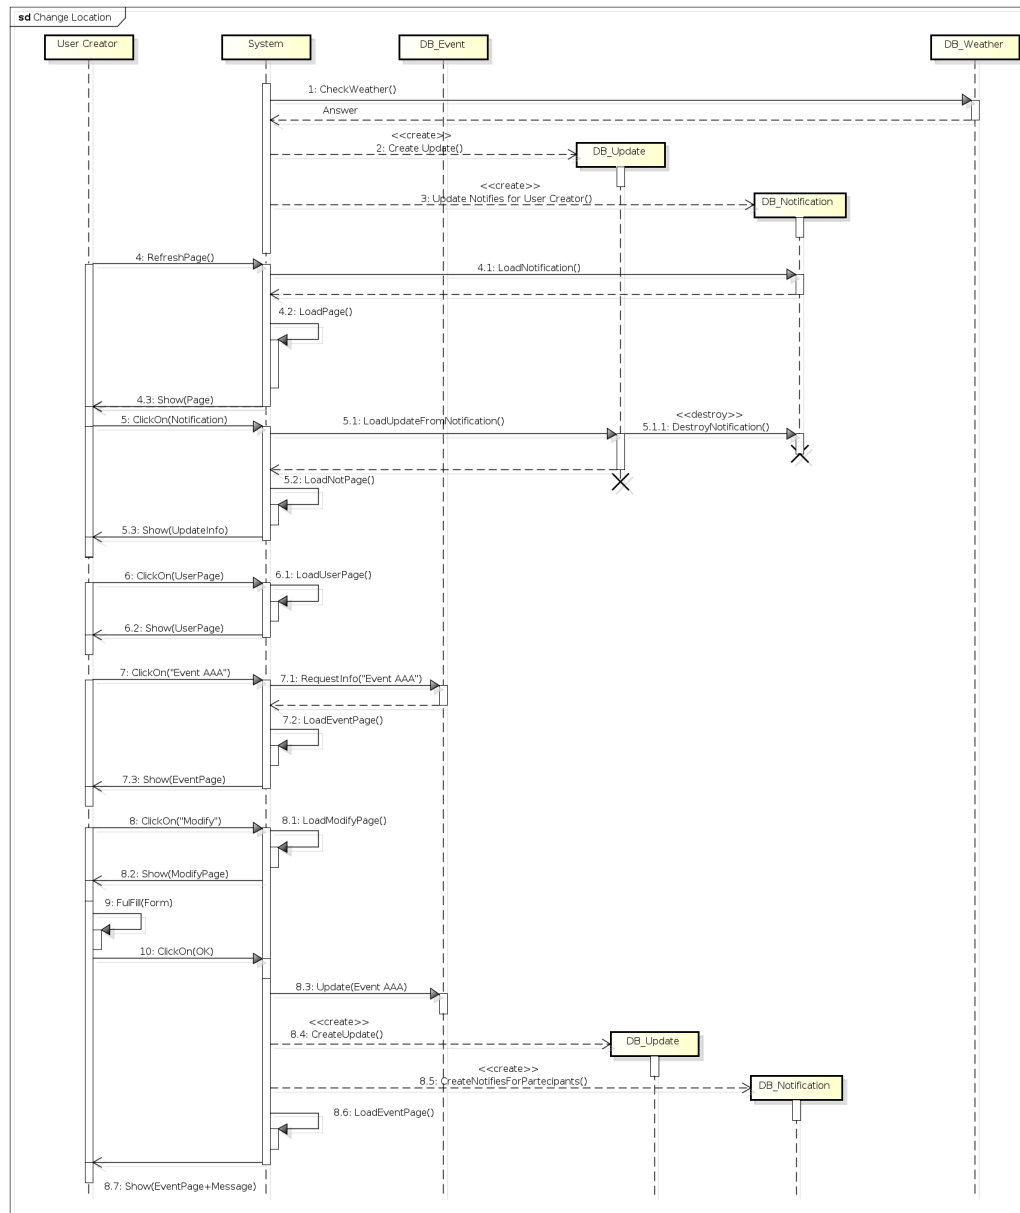 sd Change Location
User Creator
System
DB_Event
DB_Weather
1: CheckWeather()
Answer
<<create>>
2: Create Update()
DB_Update
<<create>>
3: Update Notifies for User Creator()
DB_Notification
4: RefreshPage()
4.1: LoadNotification()
4.2: LoadPage()
4.3: Show(Page)
5: ClickOn(Notification)
5.1: LoadUpdateFromNotification()
<<destroy>>
5.1.1: DestroyNotification()
5.2: LoadNotPage()
5.3: Show(UpdateInfo)
6: ClickOn(UserPage)
6.1: LoadUserPage()
6.2: Show(UserPage)
7: ClickOn("Event AAA")
7.1: RequestInfo("Event AAA")
7.2: LoadEventPage()
7.3: Show(EventPage)
8: ClickOn("Modify")
8.1: LoadModifyPage()
8.2: Show(ModifyPage)
9: FulFill(Form)
10: ClickOn(OK)
8.3: Update(Event AAA)
<<create>>
8.4: CreateUpdate()
DB_Update
<<create>>
8.5: CreateNotifiesForPartecipants()
DB_Notification
8.6: LoadEventPage()
8.7: Show(EventPage+Message)